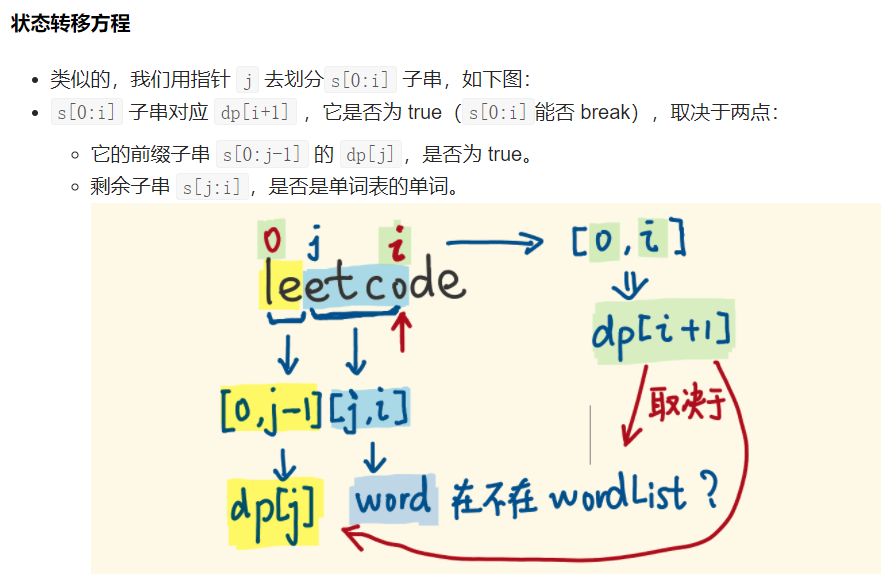 状态转移方程
类似的，我们用指针 j 去划分 s[0:i] 子串，如下图：
s[0:i] 子串对应 dp[i+1] ，它是否为 true（s[0:i] 能否 break），取决于两点：
它的前缀子串 s[0:j-1] 的 dp[j]，是否为 true。
剩余子串 s[j:i]，是否是单词表的单词。
0 j i [0,i]
leetcode
dp[i+1]
取决于
[0,j-1] [j,i]
dp[j] word 在不在 wordList ?